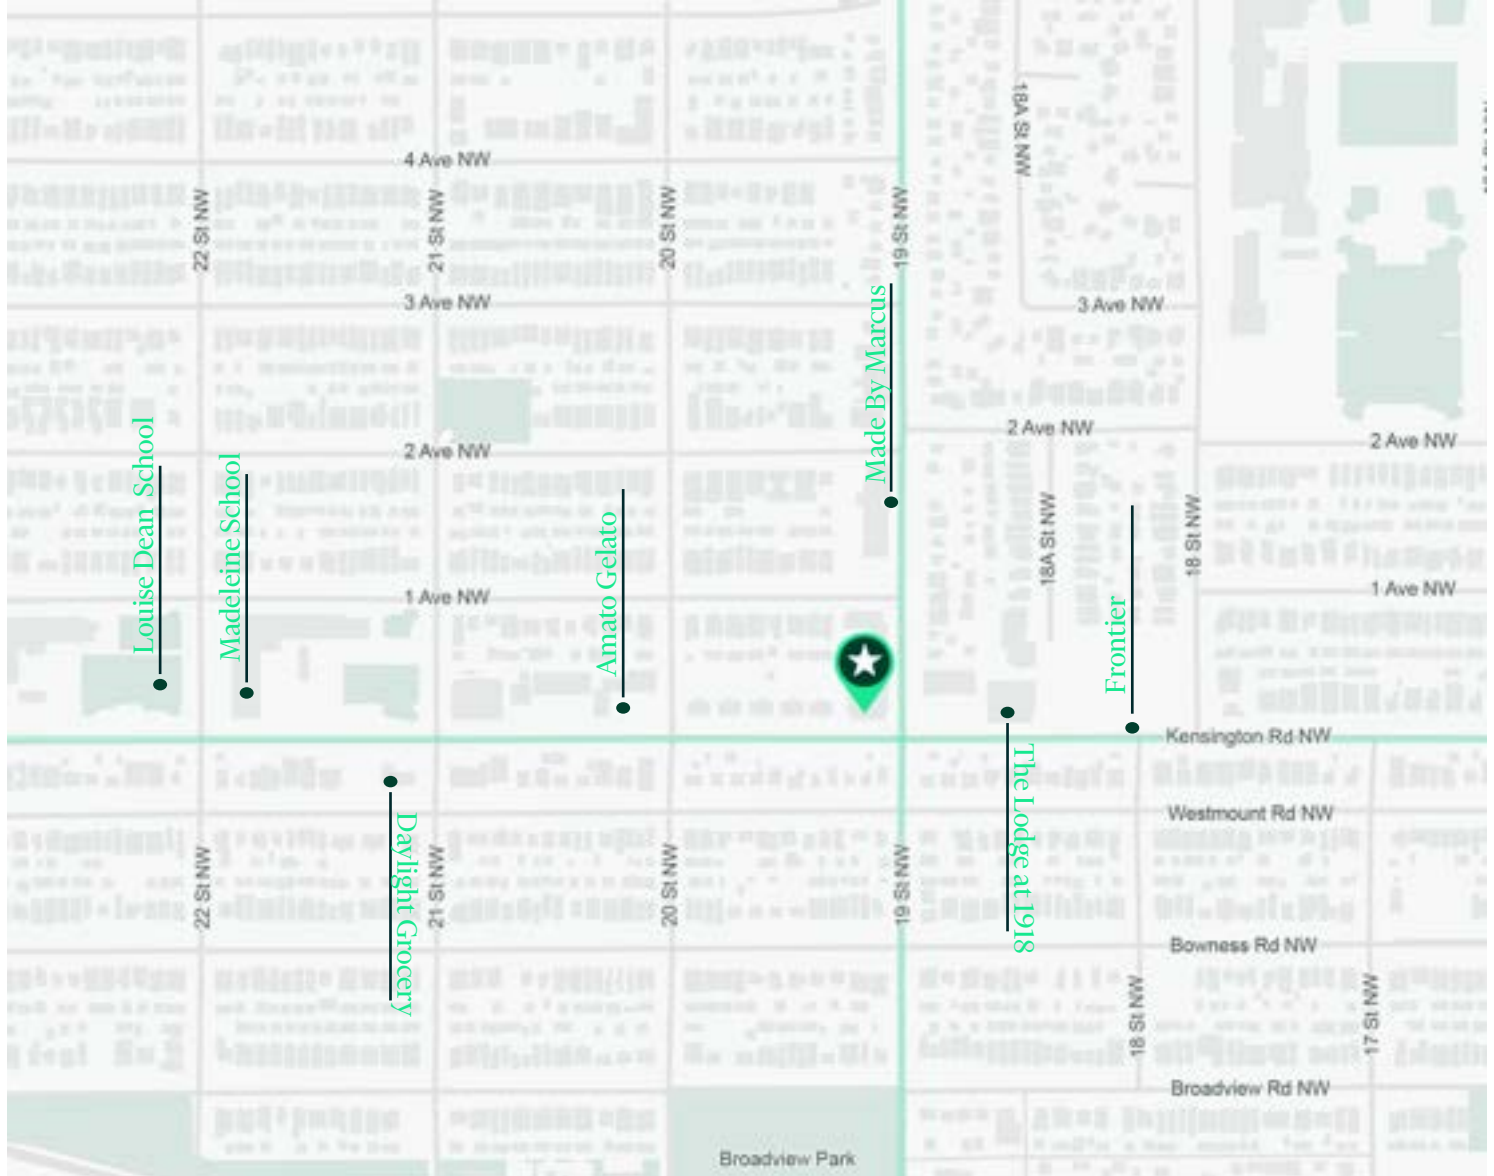 18A St NW
4 Ave NW
22 St NW
21 St NW
20 St NW
19 St NW
3 Ave NW
3 Ave NW
Made By Marcus
2 Ave NW
2 Ave NW
2 Ave NW
Louise Dean School
Madeleine School
Amato Gelato
18A St NW
18 St NW
1 Ave NW
1 Ave NW
Frontier
Kensington Rd NW
The Lodge at 1918
Daylight Grocery
Westmount Rd NW
22 St NW
21 St NW
20 St NW
19 St NW
Bowness Rd NW
18 St NW
17 St NW
Broadview Rd NW
Broadview Park